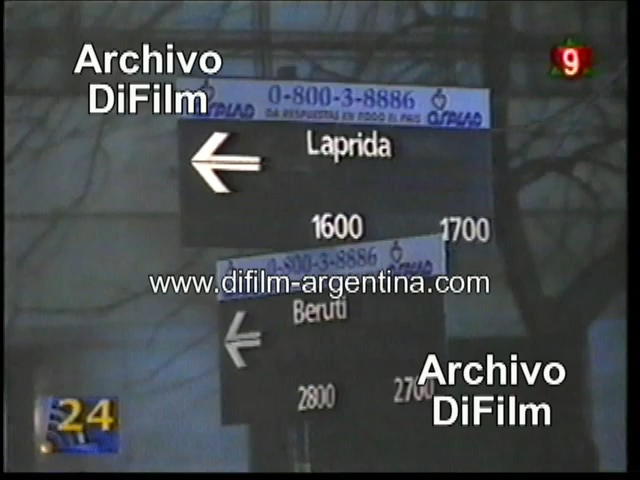 Archivo
DiFilm
9
0-800-3-8886
DA RESPUESTAS EN TODO EL PAIS
Laprida
1600 1700
0-800-3-8886
www.difilm-argentina.com
Beruti
2800 2700
Archivo
DiFilm
24